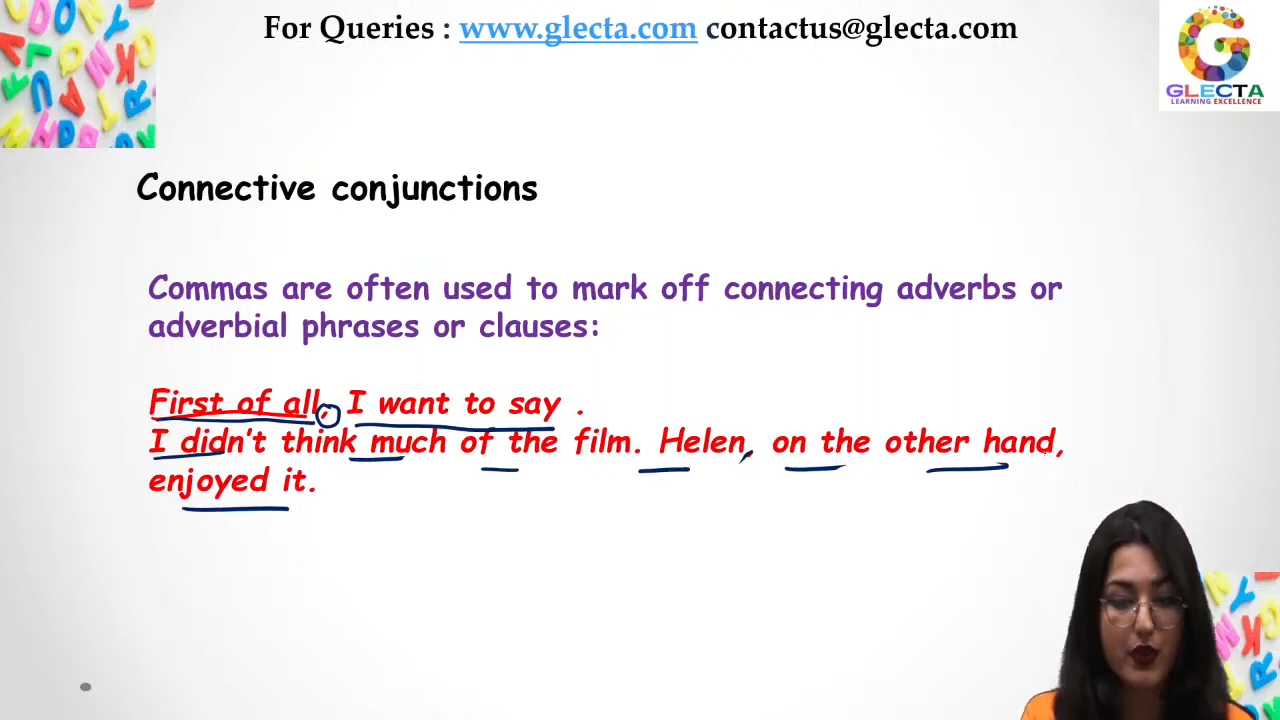 For Queries : www.glecta.com contactus@glecta.com
GLECTA
LEARNING EXCELLENCE
Connective conjunctions
Commas are often used to mark off connecting adverbs or
adverbial phrases or clauses:
First of all, I want to say .
I didn't think much of the film. Helen, on the other hand,
enjoyed it.